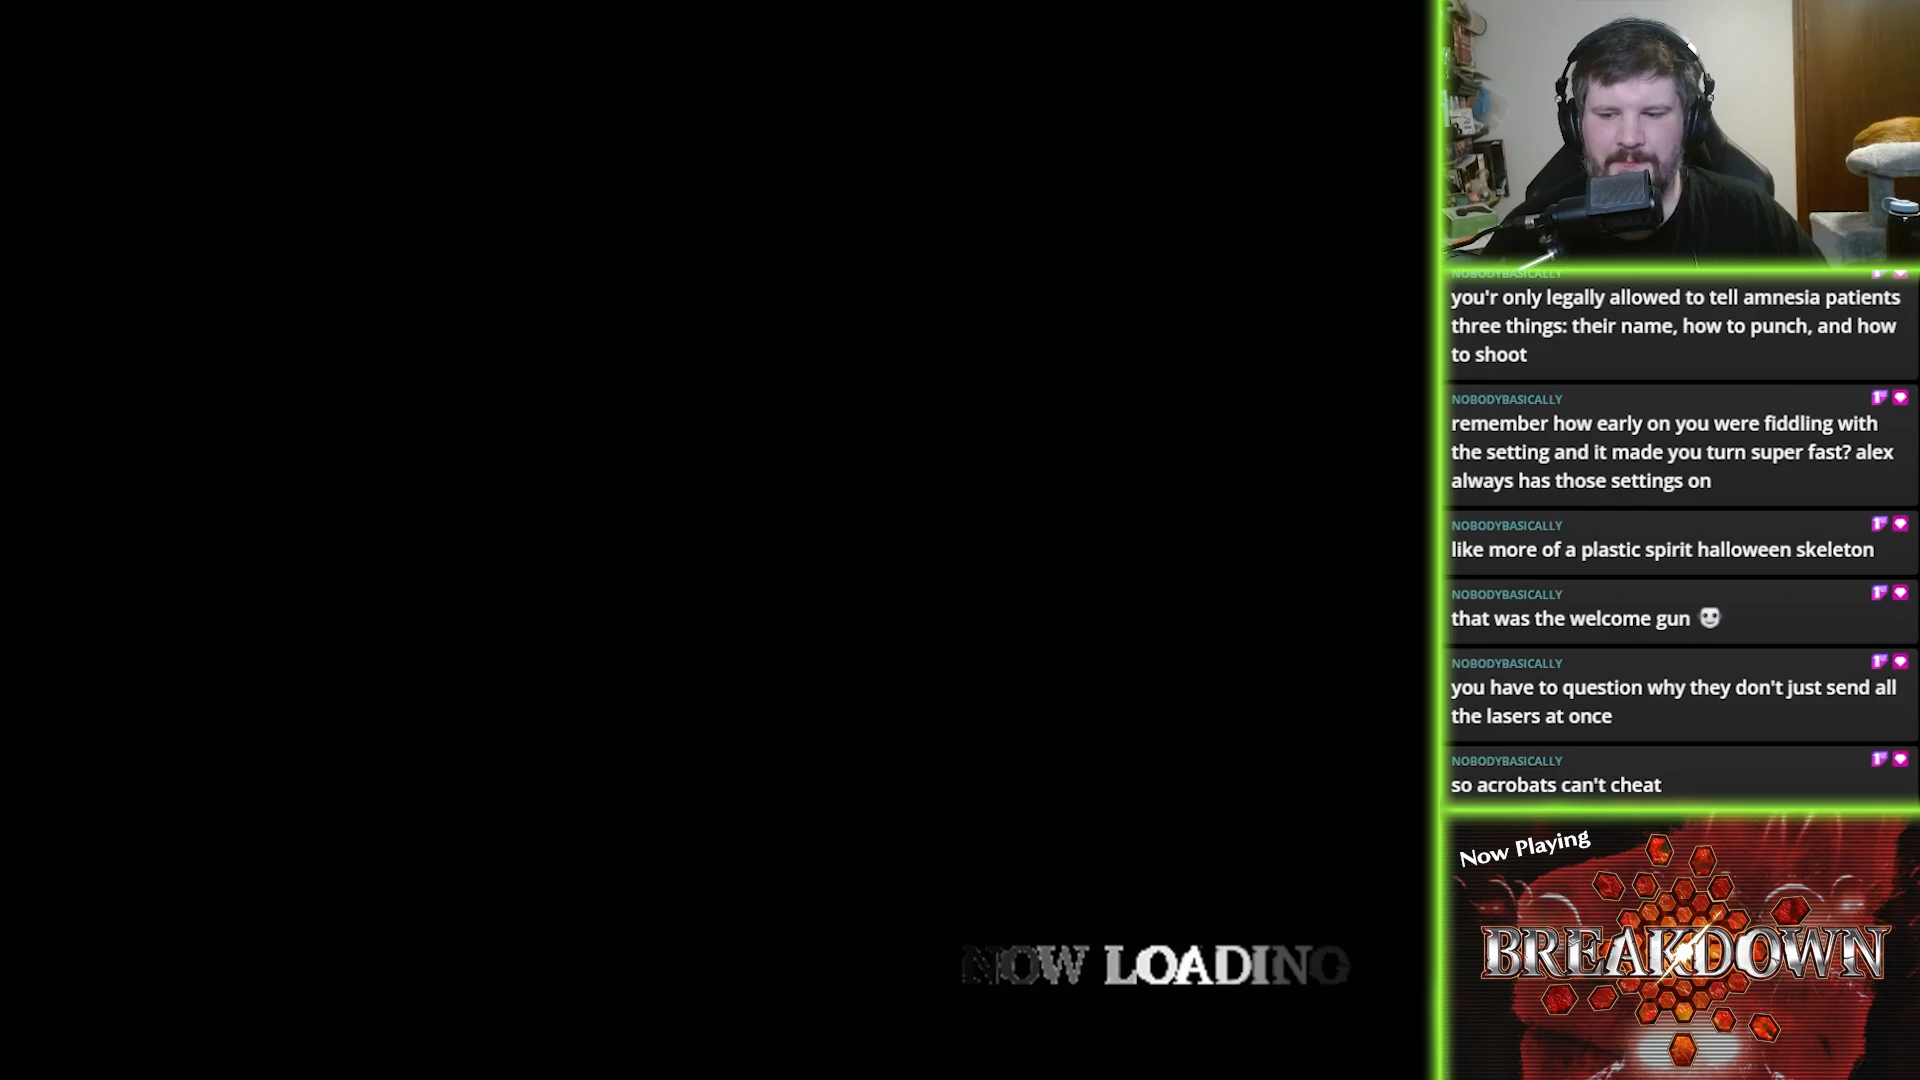 NOBODYBASICALLY
you'r only legally allowed to tell amnesia patients
three things: their name, how to punch, and how
to shoot
NOBODYBASICALLY
remember how early on you were fiddling with
the setting and it made you turn super fast? alex
always has those settings on
NOBODYBASICALLY
like more of a plastic spirit halloween skeleton
NOBODYBASICALLY
that was the welcome gun
NOBODYBASICALLY
you have to question why they don't just send all
the lasers at once
NOBODYBASICALLY
so acrobats can't cheat
NOW LOADING
Now Playing
BREAKDOWN